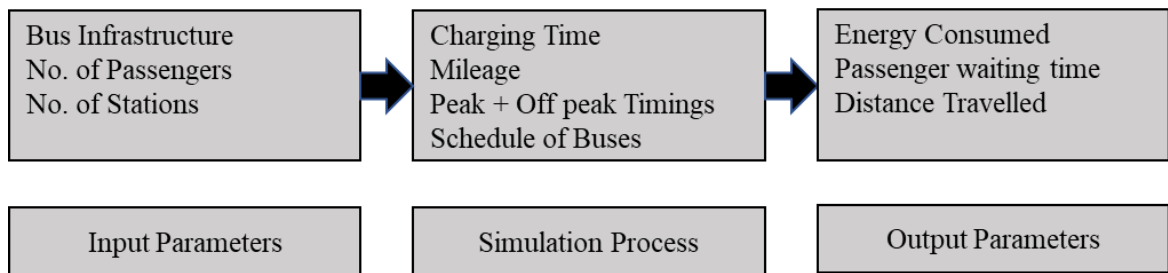 Bus Infrastructure
No. of Passengers
No. of Stations
Charging Time
Mileage
Peak + Off peak Timings
Schedule of Buses
Energy Consumed
Passenger waiting time
Distance Travelled
Input Parameters
Simulation Process
Output Parameters